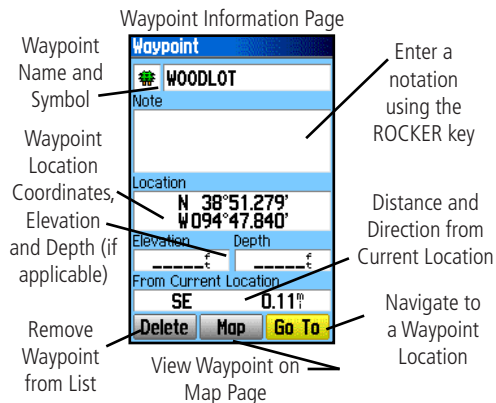 Waypoint Information Page
Waypoint
Name and
Symbol
Waypoint
WOODLOT
Note
Enter a
notation
using the
ROCKER key
Waypoint
Location
Coordinates,
Elevation
and Depth (if
applicable)
Location
N 38°51.279'
W094°47.840'
Elevation Depth
_____ft _____ft
From Current Location
SE 0.11mi
Distance and
Direction from
Current Location
Delete Map Go To
Remove
Waypoint
from List
View Waypoint on
Map Page
Navigate to
a Waypoint
Location